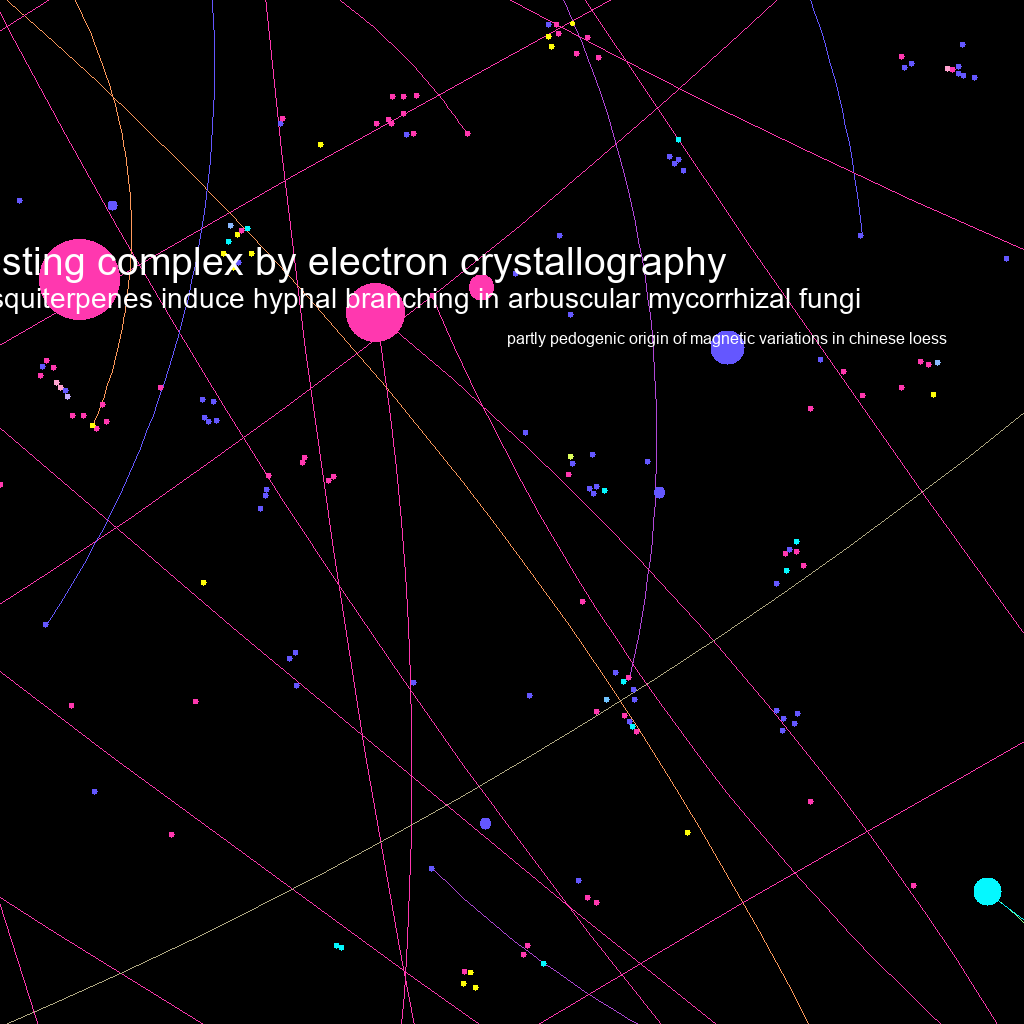 sting complex by electron crystallography
squiterpenes induce hyphal branching in arbuscular mycorrhizal fungi
partly pedogenic origin of magnetic variations in chinese loess